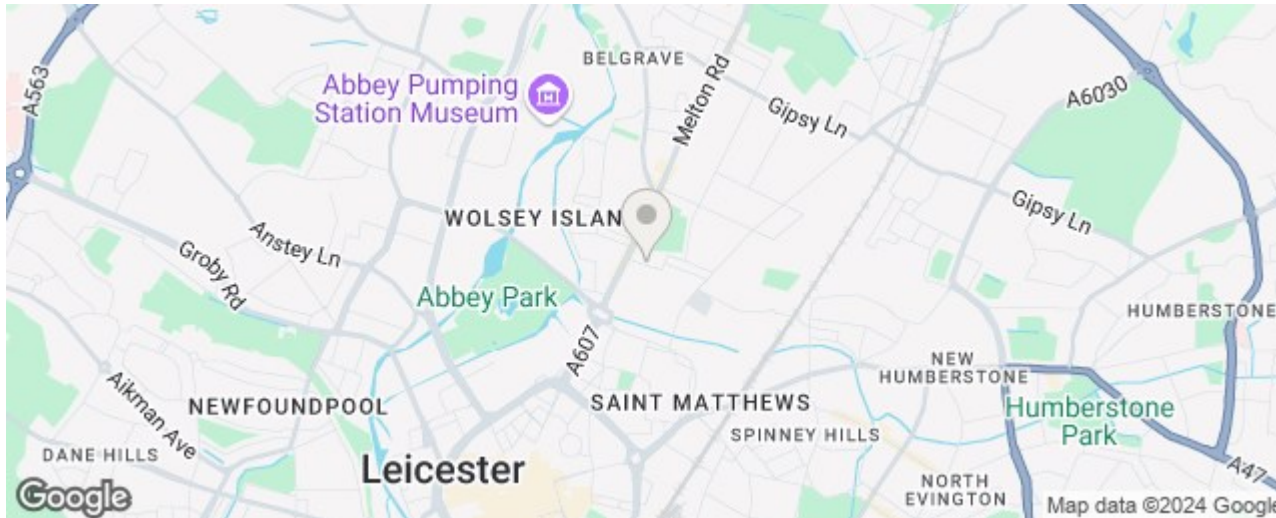 BELGRAVE
Abbey Pumping
Station Museum
A563
Melton Rd
Gipsy Ln
A6030
WOLSEY ISLAN
Gipsy Ln
Anstey Ln
Groby Rd
Abbey Park
HUMBERSTONE
A607
NEW
HUMBERSTONE
Aikman Ave
NEWFOUNDPOOL
SAINT MATTHEWS
Humberstone
Park
SPINNEY HILLS
DANE HILLS
Leicester
A47
NORTH
EVINGTON
Google
Map data ©2024 Google